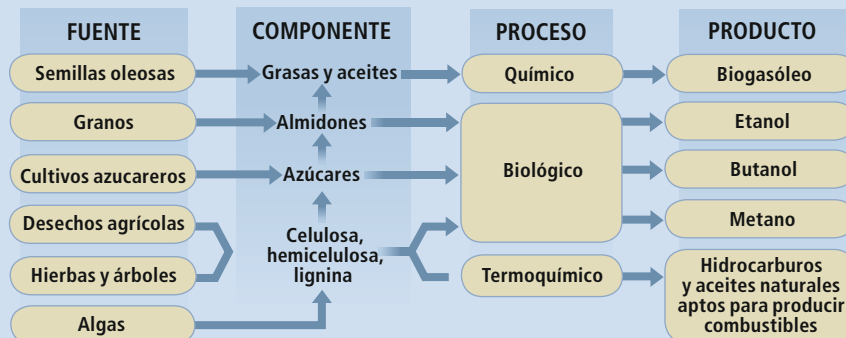 FUENTE
COMPONENTE
PROCESO
PRODUCTO
Semillas oleosas
Grasas y aceites
Químico
Biogasóleo
Granos
Almidones
Biológico
Etanol
Cultivos azucareros
Azúcares
Butanol
Desechos agrícolas
Celulosa,
hemicelulosa,
lignina
Metano
Hierbas y árboles
Termoquímico
Hidrocarburos
y aceites naturales
aptos para producir
combustibles
Algas